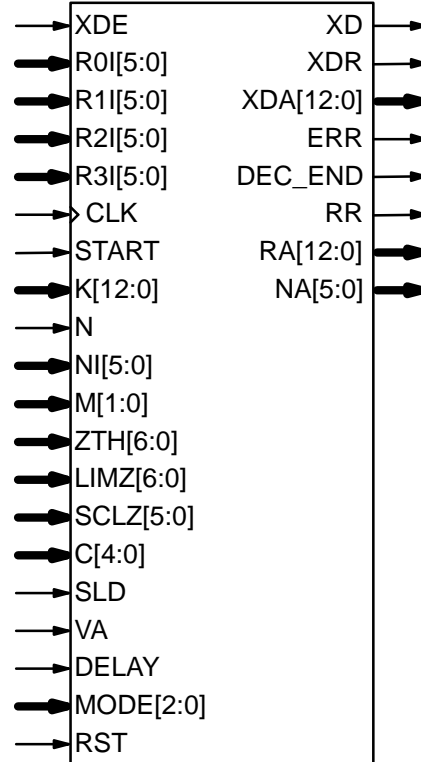 XDE XD
R0I[5:0] XDR
R1I[5:0] XDA[12:0]
R2I[5:0] ERR
R3I[5:0] DEC_END
CLK RR
START RA[12:0]
K[12:0] NA[5:0]
N
NI[5:0]
M[1:0]
ZTH[6:0]
LIMZ[6:0]
SCLZ[5:0]
C[4:0]
SLD
VA
DELAY
MODE[2:0]
RST